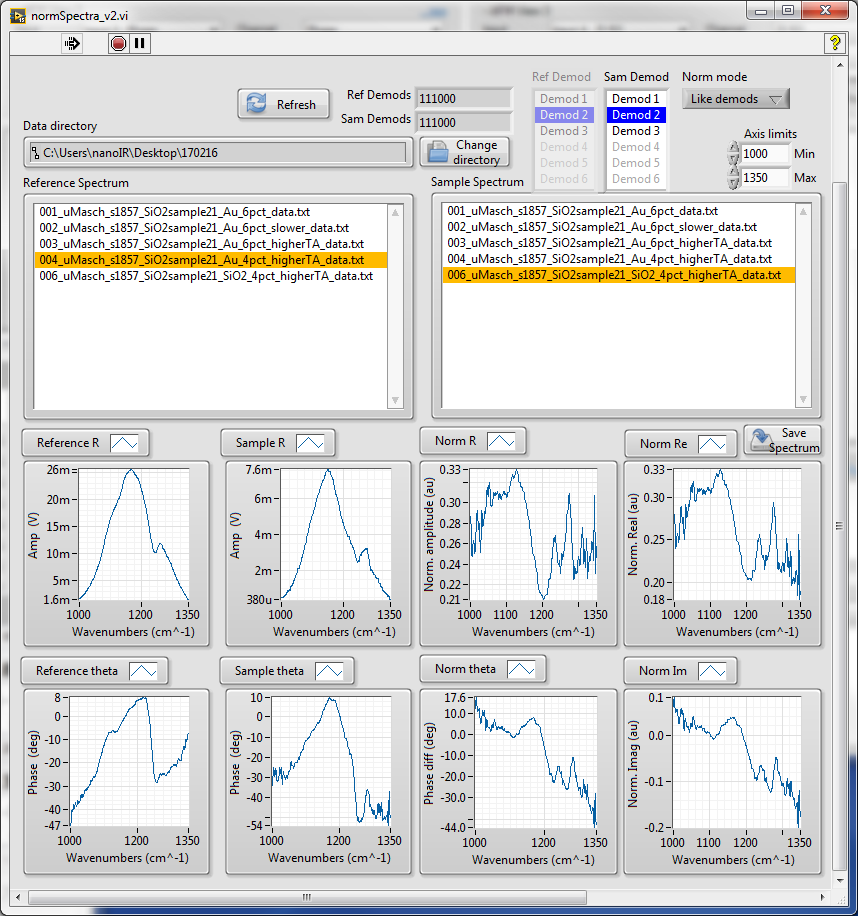 normSpectra_v2.vi
Refresh
Ref Demods 111000
Sam Demods 111000
Ref Demod Sam Demod Norm mode
Demod 1 Demod 1 Like demods
Demod 2 Demod 2
Demod 3 Demod 3
Demod 4 Demod 4
Demod 5 Demod 5
Demod 6 Demod 6
Axis limits
1000 Min
1350 Max
Data directory
C:\Users\nanoIR\Desktop\170216
Change
directory
Reference Spectrum
001_uMasch_s1857_SiO2sample21_Au_6pct_data.txt
002_uMasch_s1857_SiO2sample21_Au_6pct_slower_data.txt
003_uMasch_s1857_SiO2sample21_Au_6pct_higherTA_data.txt
004_uMasch_s1857_SiO2sample21_Au_4pct_higherTA_data.txt
006_uMasch_s1857_SiO2sample21_SiO2_4pct_higherTA_data.txt
Sample Spectrum
001_uMasch_s1857_SiO2sample21_Au_6pct_data.txt
002_uMasch_s1857_SiO2sample21_Au_6pct_slower_data.txt
003_uMasch_s1857_SiO2sample21_Au_6pct_higherTA_data.txt
004_uMasch_s1857_SiO2sample21_Au_4pct_higherTA_data.txt
006_uMasch_s1857_SiO2sample21_SiO2_4pct_higherTA_data.txt
Save
Spectrum
Reference R
Amp (V)
26m
20m
15m
10m
5m
1.6m
1000 1200 1350
Wavenumbers (cm^-1)
Sample R
Amp (V)
7.6m
6m
4m
2m
380u
1000 1200 1350
Wavenumbers (cm^-1)
Norm R
Norm. amplitude (au)
0.33
0.30
0.28
0.26
0.24
0.22
0.21
1000 1100 1200 1350
Wavenumbers (cm^-1)
Norm Re
Norm. Real (au)
0.33
0.30
0.25
0.20
0.18
1000 1100 1200 1350
Wavenumbers (cm^-1)
Reference theta
Phase (deg)
8
0
-10
-20
-30
-40
-47
1000 1200 1350
Wavenumbers (cm^-1)
Sample theta
Phase (deg)
10
0
-10
-20
-30
-40
-54
1000 1200 1350
Wavenumbers (cm^-1)
Norm theta
Phase diff (deg)
17.6
10.0
0.0
-10.0
-20.0
-30.0
-44.0
1000 1200 1350
Wavenumbers (cm^-1)
Norm Im
Norm. Imag (au)
0.1
0.0
-0.1
-0.2
1000 1100 1200 1350
Wavenumbers (cm^-1)